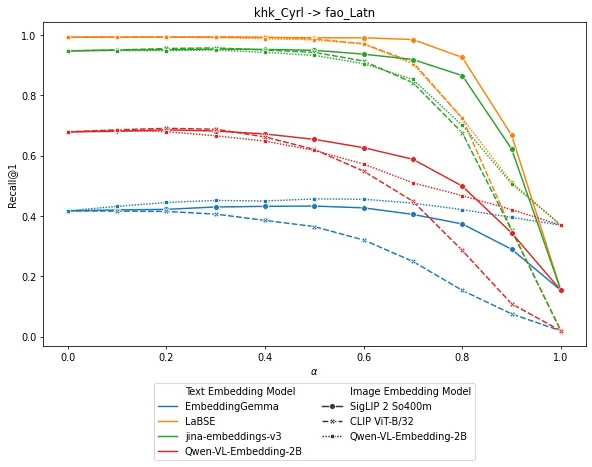 khk_Cyrl -> fao_Latn
Recall@1
1.0
0.8
0.6
0.4
0.2
0.0
0.0 0.2 0.4 0.6 0.8 1.0
α
Text Embedding Model
EmbeddingGemma
LaBSE
jina-embeddings-v3
Qwen-VL-Embedding-2B
Image Embedding Model
SigLIP 2 So400m
CLIP ViT-B/32
Qwen-VL-Embedding-2B